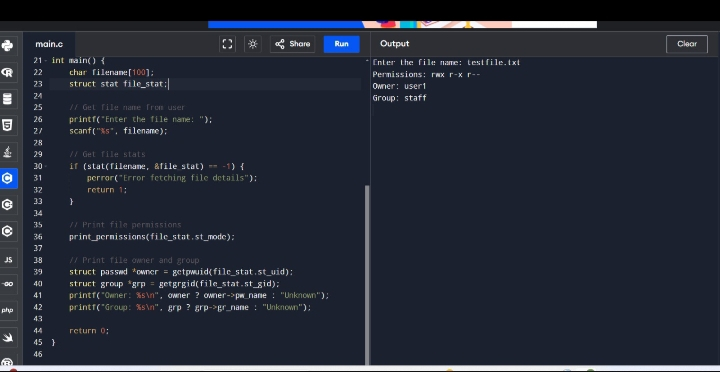 main.c
Share
Run
21 int main() {
22 char filename[100];
23 struct stat file_stat;
24
25 // Get file name from user
26 printf("Enter the file name: ");
27 scanf("%s", filename);
28
29 // Get file stats
30 if (stat(filename, &file_stat) == -1) {
31 perror("Error fetching file details");
32 return 1;
33 }
34
35 // Print file permissions
36 print_permissions(file_stat.st_mode);
37
38 // Print file owner and group
39 struct passwd *owner = getpwuid(file_stat.st_uid);
40 struct group *grp = getgrgid(file_stat.st_gid);
41 printf("Owner: %s\n", owner ? owner->pw_name : "Unknown");
42 printf("Group: %s\n", grp ? grp->gr_name : "Unknown");
43
44 return 0;
45 }
46
Output
Clear
Enter the file name: testfile.txt
Permissions: rwx r-x r--
Owner: user1
Group: staff
R
5
C
C
C
JS
GO
php